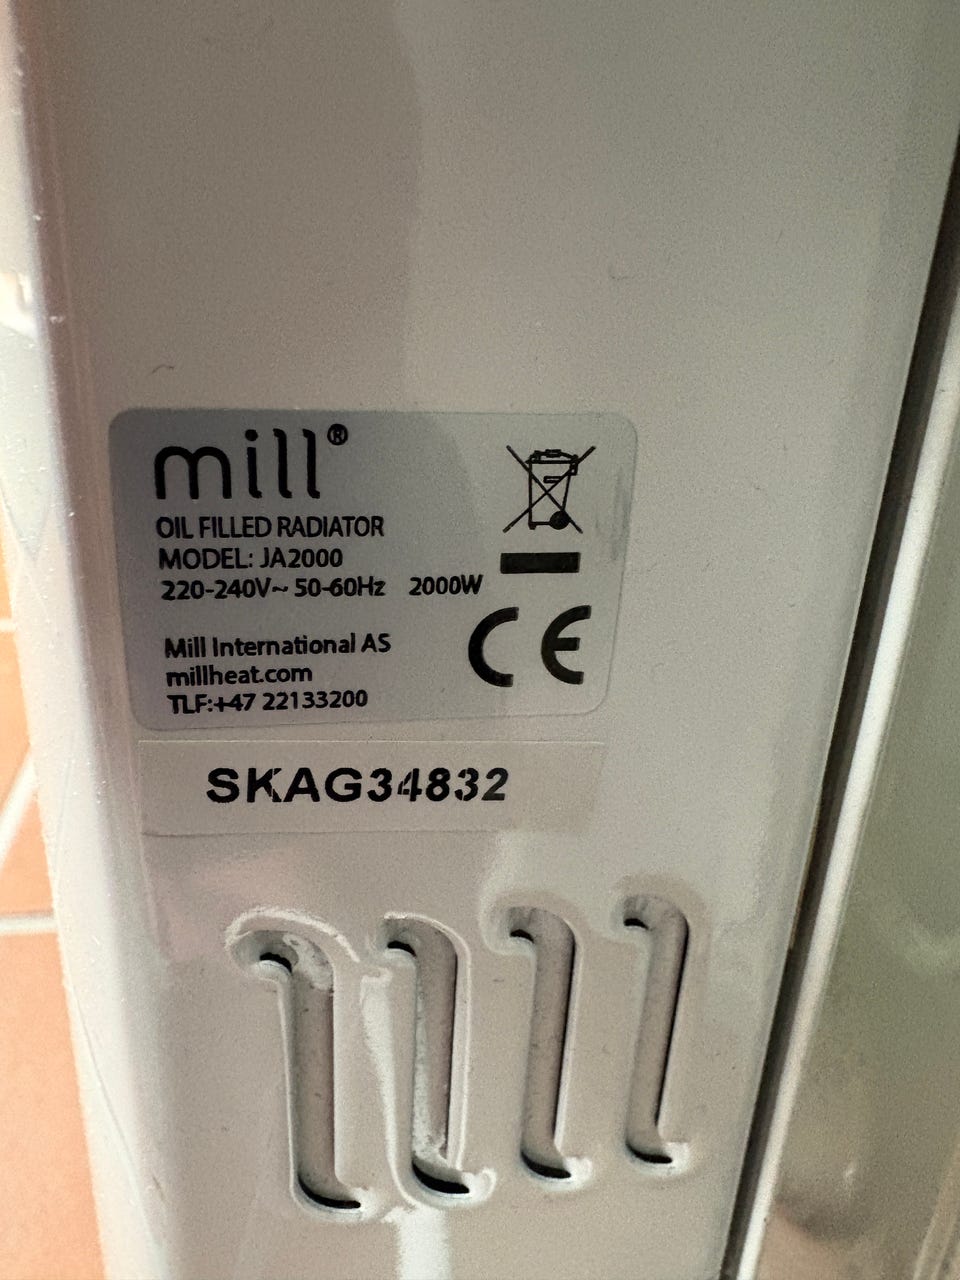 mill®
OIL FILLED RADIATOR
MODEL: JA2000
220-240V~ 50-60Hz 2000W
Mill International AS
millheat.com
TLF:+47 22133200
CE
SKAG34832